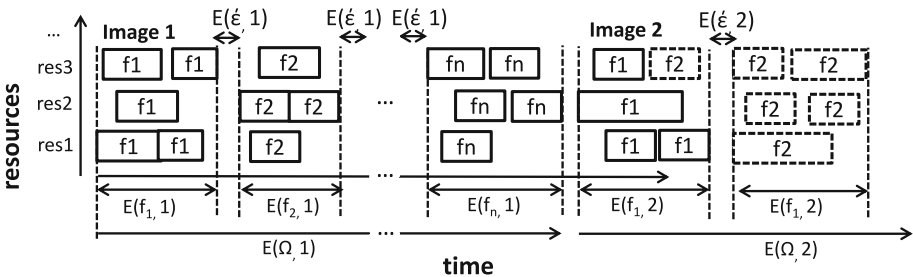 E(έ, 1) E(έ, 1) E(έ, 1) E(έ, 2)
... Image 1 Image 2
res3 f1 f1 f2 fn fn f1 f2 f2 f2
res2 f1 f2 f2 ... fn fn f1 f2 f2
res1 f1 f1 f2 fn f1 f1 f2
resources
...
E(f1, 1) E(f2, 1) E(fn, 1) E(f1, 2) E(f1, 2)
...
E(Ω, 1) E(Ω, 2)
time